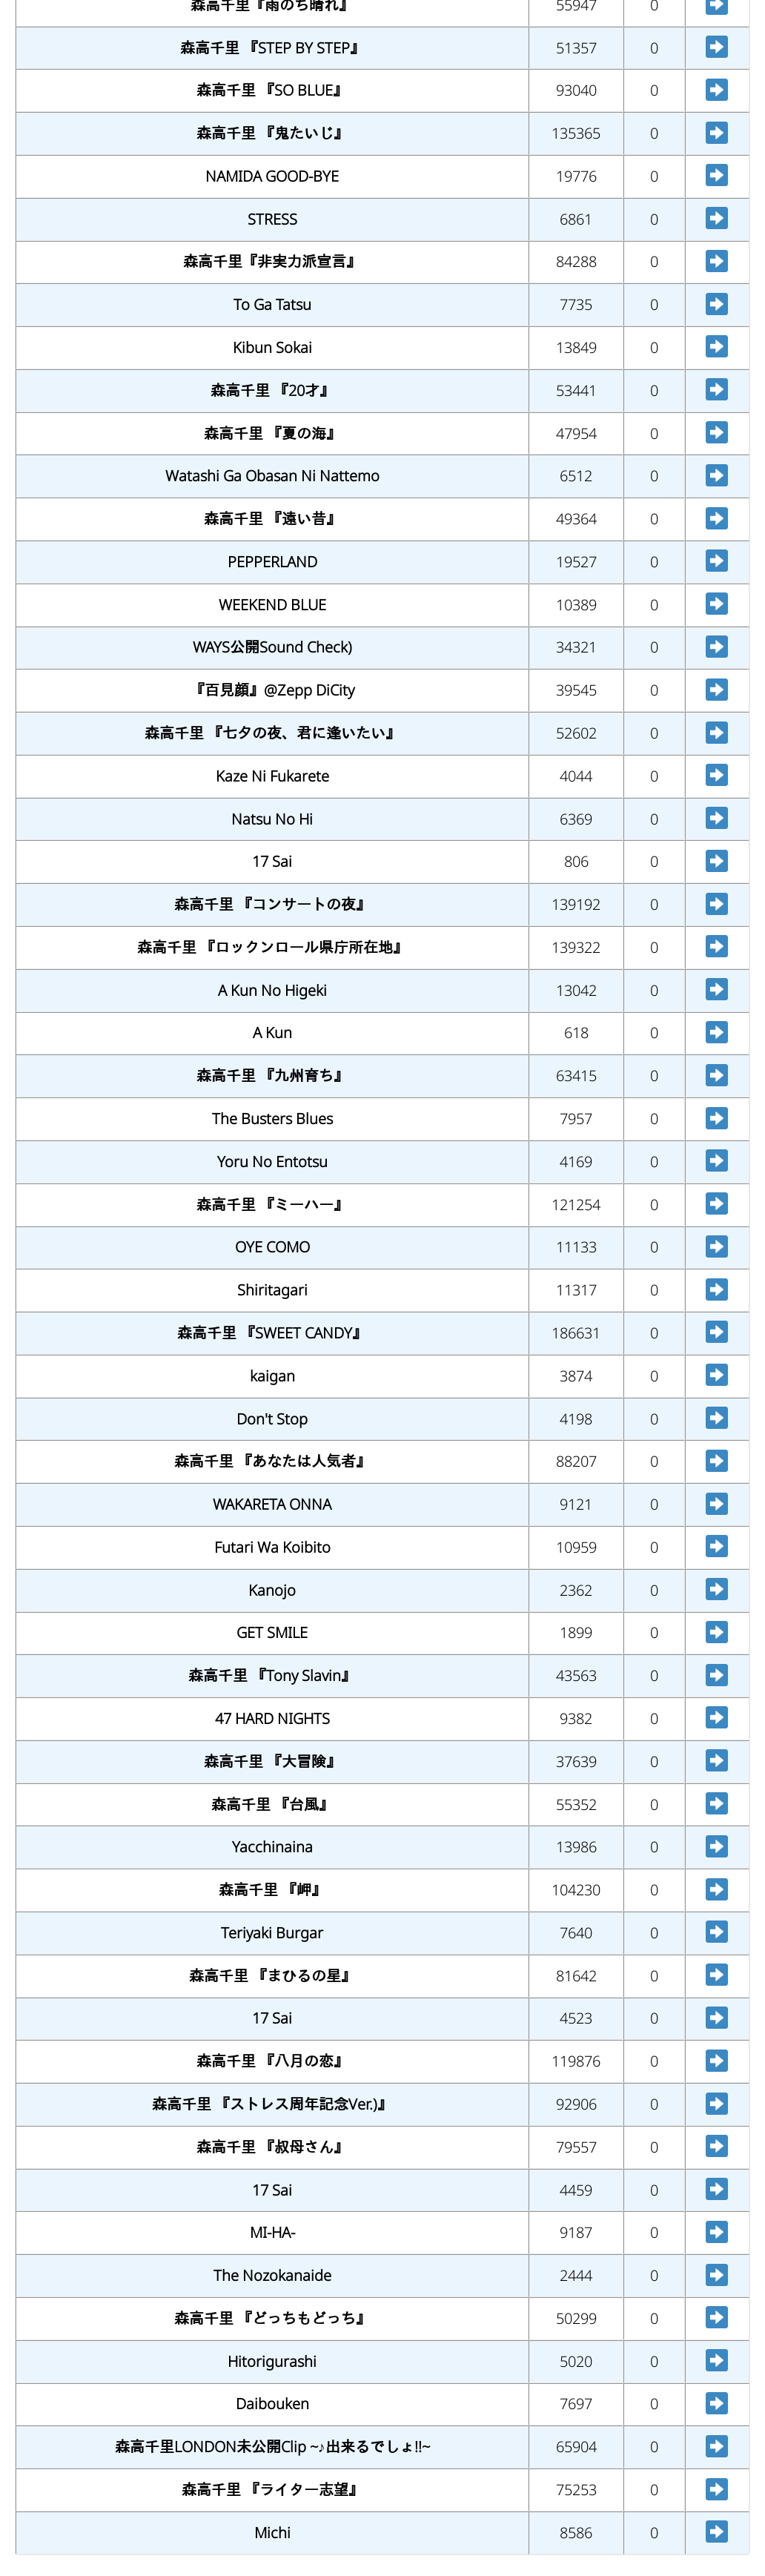 森高千里『雨のち晴れ』 55947 0
森高千里 『STEP BY STEP』 51357 0
森高千里 『SO BLUE』 93040 0
森高千里 『鬼たいじ』 135365 0
NAMIDA GOOD-BYE 19776 0
STRESS 6861 0
森高千里『非実力派宣言』 84288 0
To Ga Tatsu 7735 0
Kibun Sokai 13849 0
森高千里 『20才』 53441 0
森高千里 『夏の海』 47954 0
Watashi Ga Obasan Ni Nattemo 6512 0
森高千里 『遠い昔』 49364 0
PEPPERLAND 19527 0
WEEKEND BLUE 10389 0
WAYS公開Sound Check) 34321 0
『百見顔』@Zepp DiCity 39545 0
森高千里 『七夕の夜、君に逢いたい』 52602 0
Kaze Ni Fukarete 4044 0
Natsu No Hi 6369 0
17 Sai 806 0
森高千里 『コンサートの夜』 139192 0
森高千里 『ロックンロール県庁所在地』 139322 0
A Kun No Higeki 13042 0
A Kun 618 0
森高千里 『九州育ち』 63415 0
The Busters Blues 7957 0
Yoru No Entotsu 4169 0
森高千里 『ミーハー』 121254 0
OYE COMO 11133 0
Shiritagari 11317 0
森高千里 『SWEET CANDY』 186631 0
kaigan 3874 0
Don't Stop 4198 0
森高千里 『あなたは人気者』 88207 0
WAKARETA ONNA 9121 0
Futari Wa Koibito 10959 0
Kanojo 2362 0
GET SMILE 1899 0
森高千里 『Tony Slavin』 43563 0
47 HARD NIGHTS 9382 0
森高千里 『大冒険』 37639 0
森高千里 『台風』 55352 0
Yacchinaina 13986 0
森高千里 『岬』 104230 0
Teriyaki Burgar 7640 0
森高千里 『まひるの星』 81642 0
17 Sai 4523 0
森高千里 『八月の恋』 119876 0
森高千里 『ストレス周年記念Ver.)』 92906 0
森高千里 『叔母さん』 79557 0
17 Sai 4459 0
MI-HA- 9187 0
The Nozokanaide 2444 0
森高千里 『どっちもどっち』 50299 0
Hitorigurashi 5020 0
Daibouken 7697 0
森高千里LONDON未公開Clip ~♪出来るでしょ!!~ 65904 0
森高千里 『ライター志望』 75253 0
Michi 8586 0